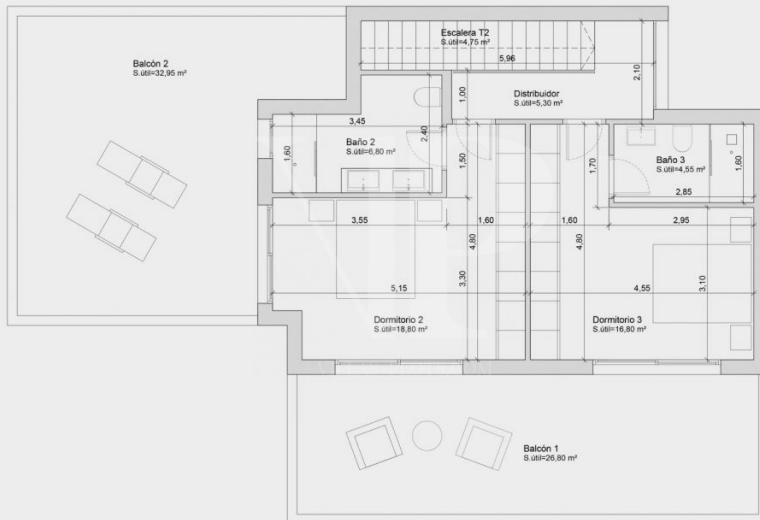 Escalera T2
S.útil=4,75 m²
5,96
Balcón 2
S.útil=32,95 m²
2,10
Distribuidor
S.útil=5,30 m²
1,00
3,45
2,40
Baño 2
S.útil=6,80 m²
1,60
1,50
1,70
Baño 3
S.útil=4,55 m²
1,60
2,85
3,55
1,60
1,60
2,95
4,80
4,80
3,30
3,10
5,15
4,55
Dormitorio 2
S.útil=18,80 m²
Dormitorio 3
S.útil=16,80 m²
Balcón 1
S.útil=26,80 m²